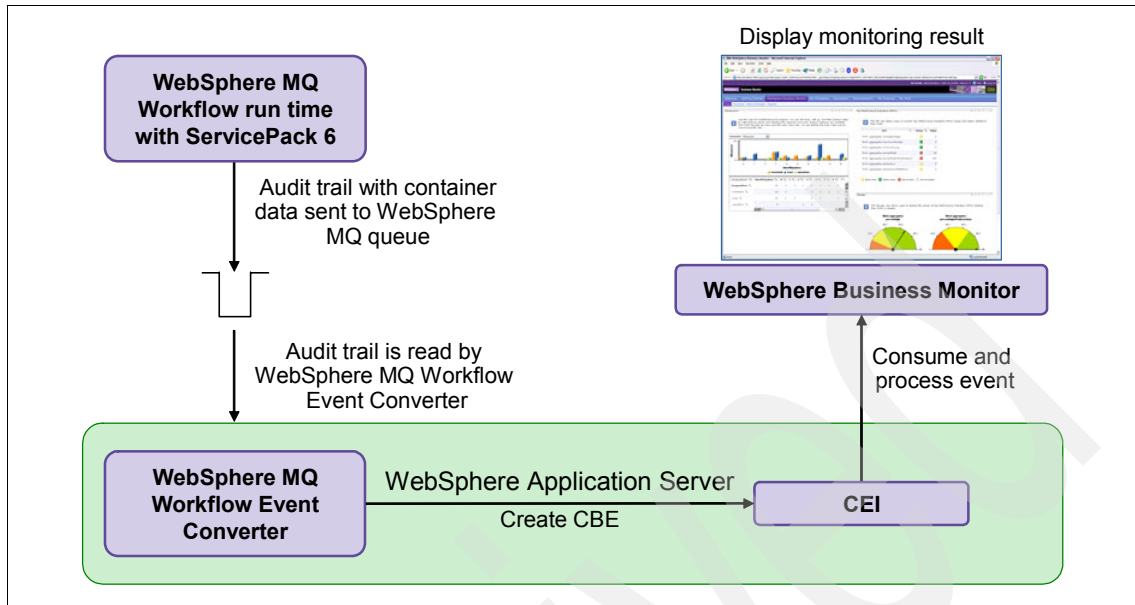 WebSphere MQ
Workflow run time
with ServicePack 6
Audit trail with container
data sent to WebSphere
MQ queue
Audit trail is read by
WebSphere MQ Workflow
Event Converter
WebSphere MQ
Workflow Event
Converter
WebSphere Application Server
Create CBE
CEI
Consume and
process event
WebSphere Business Monitor
Display monitoring result